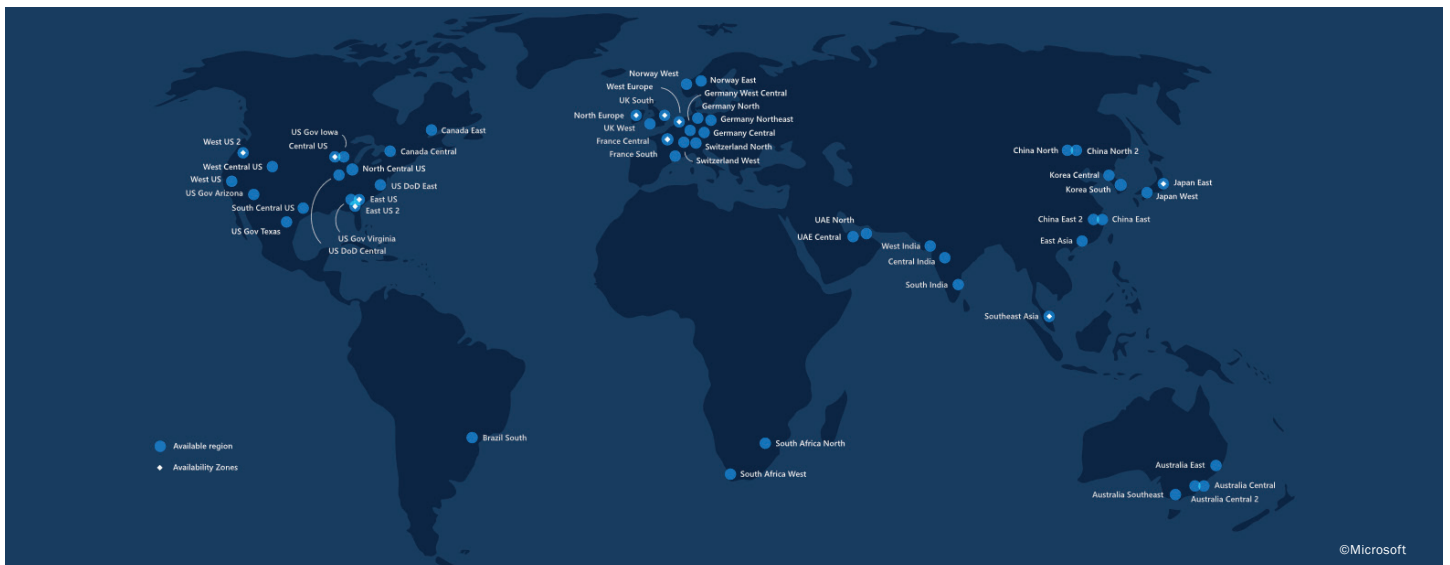 Norway West
Norway East
West Europe
Germany West Central
UK South
Germany North
North Europe
Germany Northeast
UK West
Germany Central
France Central
Switzerland North
France South
Switzerland West
Canada East
US Gov Iowa
West US 2
Central US
Canada Central
West Central US
North Central US
West US
US DoD East
US Gov Arizona
East US
South Central US
East US 2
US Gov Texas
US Gov Virginia
US DoD Central
China North
China North 2
Korea Central
Japan East
Korea South
Japan West
China East 2
China East
UAE North
UAE Central
East Asia
West India
Central India
South India
Southeast Asia
Brazil South
South Africa North
South Africa West
Available region
Availability Zones
Australia East
Australia Central
Australia Southeast
Australia Central 2
©Microsoft